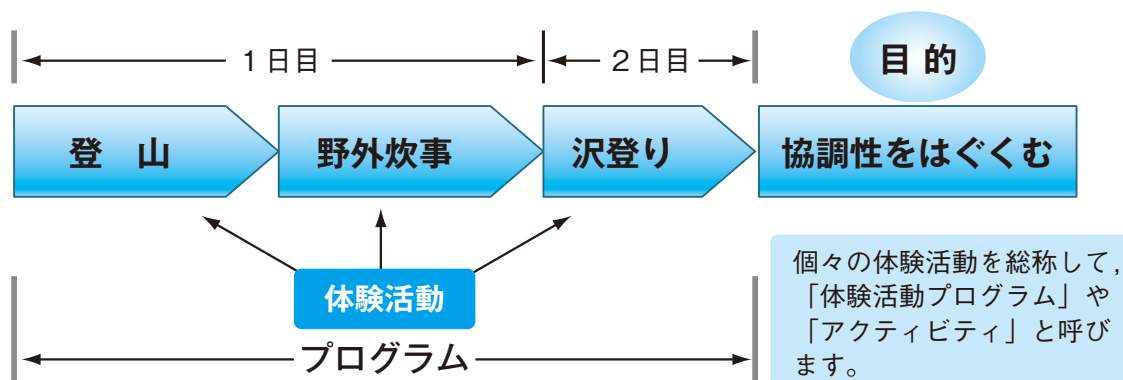 1日目
2日目
目的
登　山
野外炊事
沢登り
協調性をはぐくむ
体験活動
プログラム
個々の体験活動を総称して，
「体験活動プログラム」や
「アクティビティ」と呼び
ます。